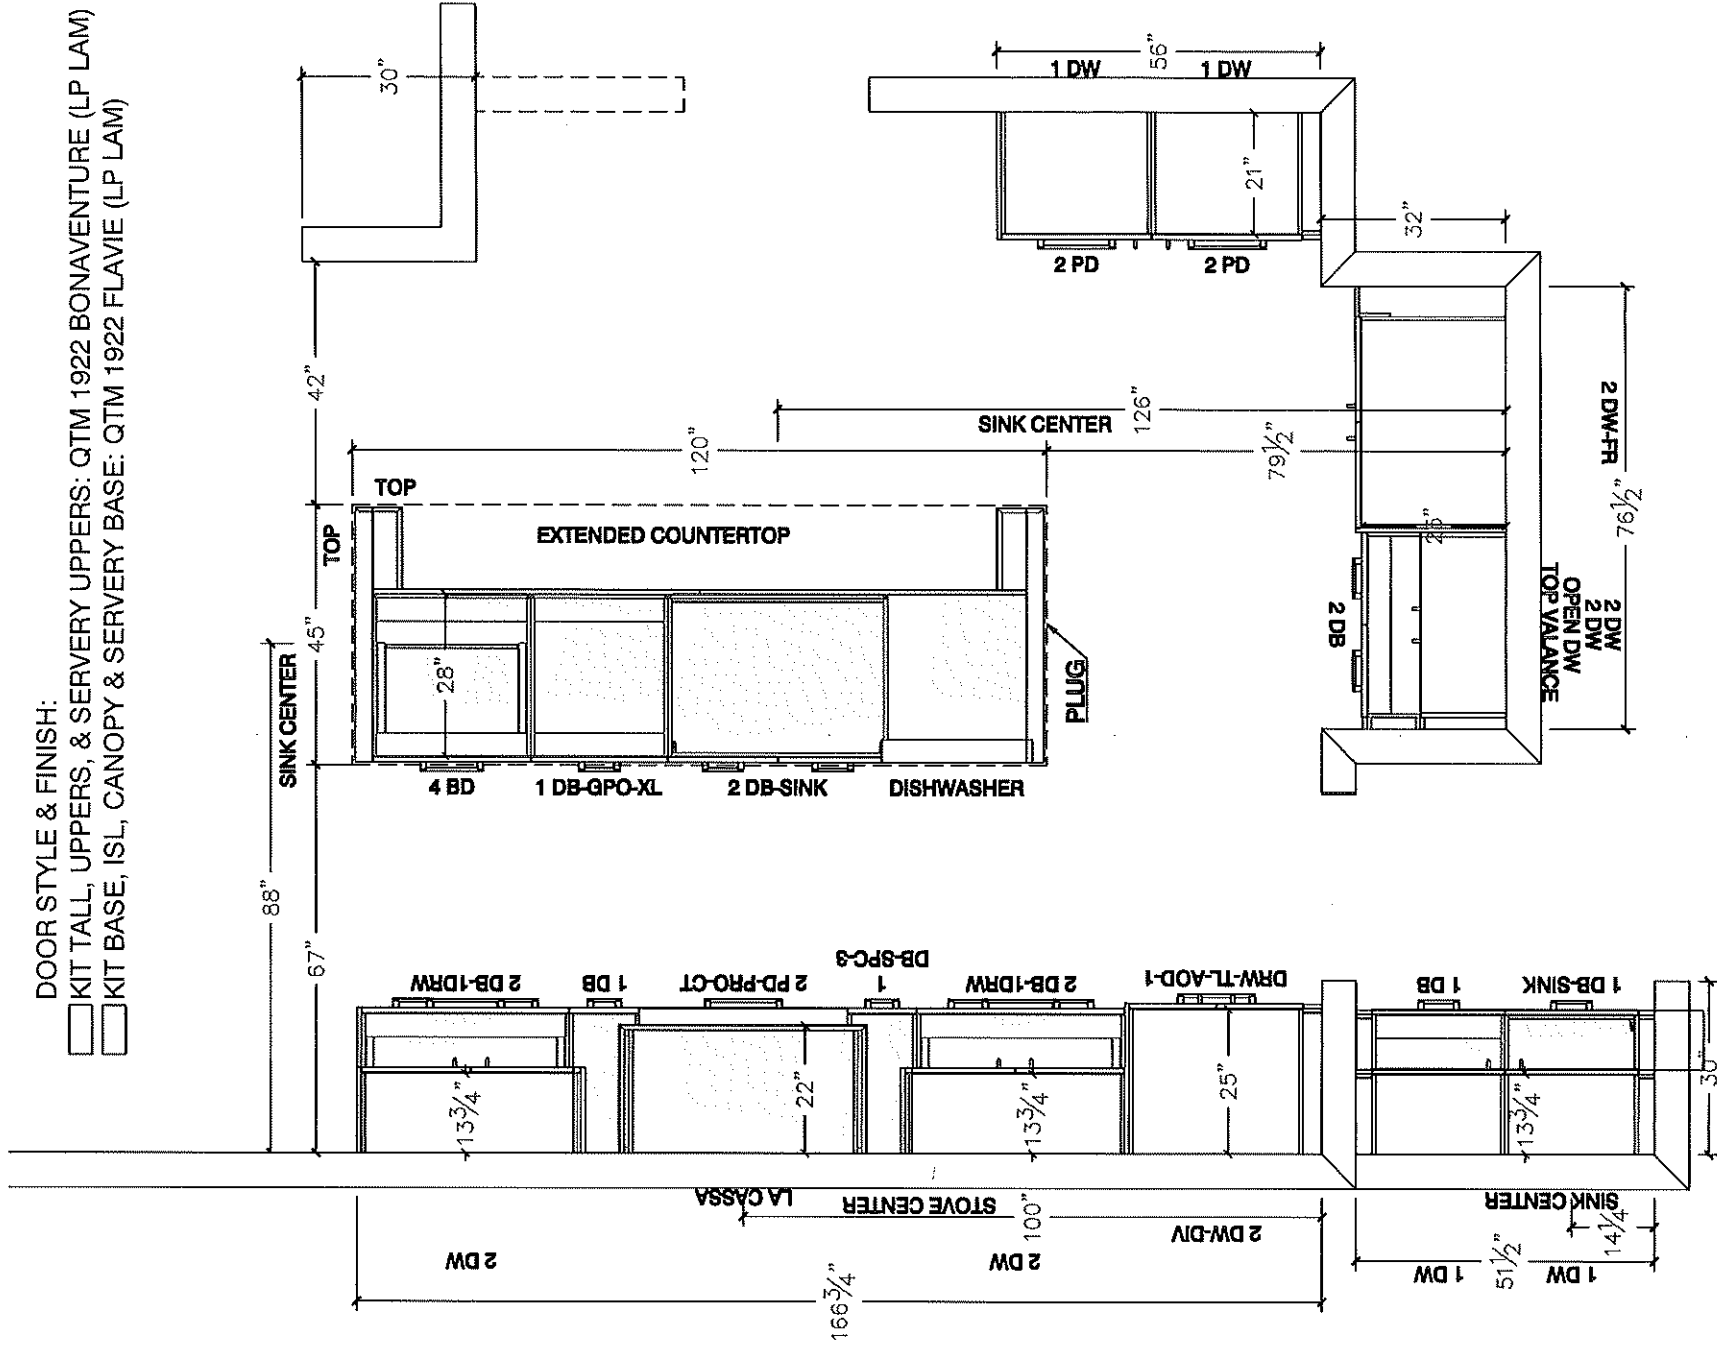 DOOR STYLE & FINISH:
KIT TALL, UPPERS, & SERVERY UPPERS: QTM 1922 BONAVENTURE (LP LAM)
KIT BASE, ISL, CANOPY & SERVERY BASE: QTM 1922 FLAVIE (LP LAM)
30"
56"
1 DW
1 DW
21"
2 PD
2 PD
32"
42"
TOP
TOP
120"
SINK CENTER
126"
79½"
2 DW-FR
76½"
EXTENDED COUNTERTOP
45"
SINK CENTER
28"
PLUG
2 DB
TOP VALANCE
OPEN DW
2 DW
2 DW
4 BD
1 DB-GPO-XL
2 DB-SINK
DISHWASHER
88"
67"
2 DB-1DRW
1 DB
2 PD-PRO-CT
1
DB-SPC-3
2 DB-1DRW
DRW-TL-AOD-1
1 DB
1 DB-SINK
13¾"
22"
13¾"
25"
13¾"
30"
LA CASSA
STOVE CENTER
100"
SINK CENTER
14¼"
2 DW
2 DW
2 DW-DIV
1 DW
1 DW
51½"
166¾"